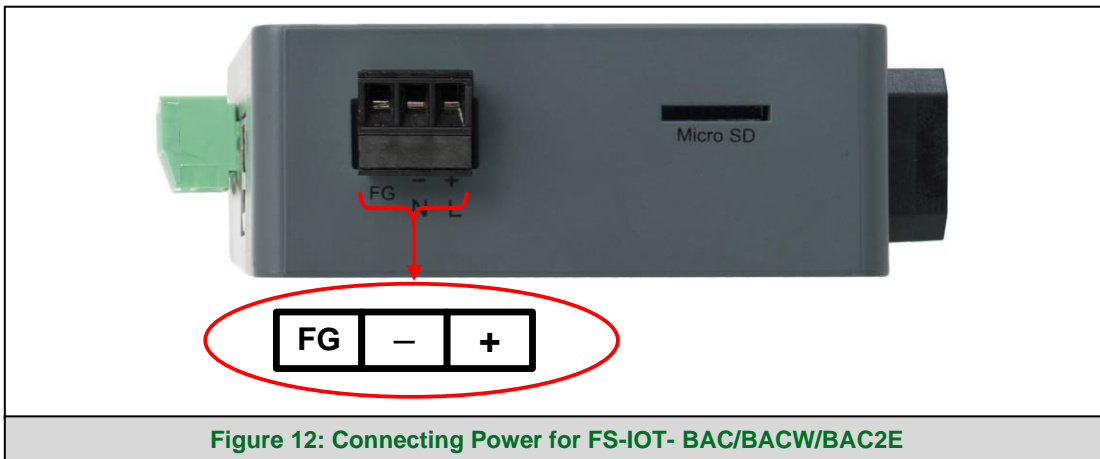 Micro SD
FG − +
N L
FG − +
Figure 12: Connecting Power for FS-IOT- BAC/BACW/BAC2E